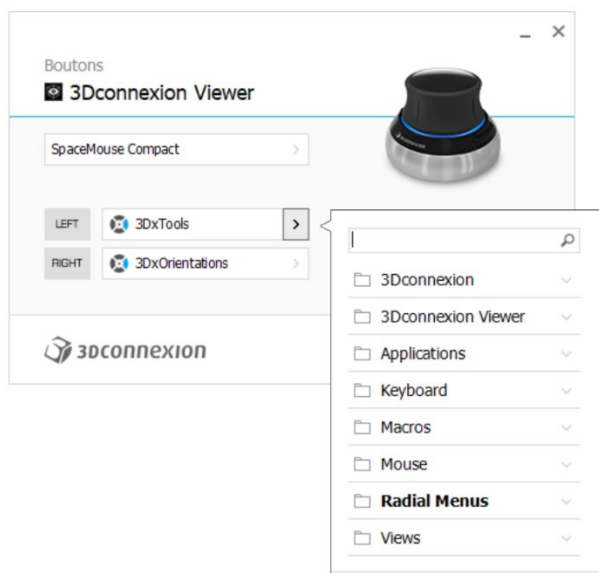 Boutons
3Dconnexion Viewer
SpaceMouse Compact
LEFT 3DxTools
RIGHT 3DxOrientations
3Dconnexion
3Dconnexion
3Dconnexion Viewer
Applications
Keyboard
Macros
Mouse
Radial Menus
Views